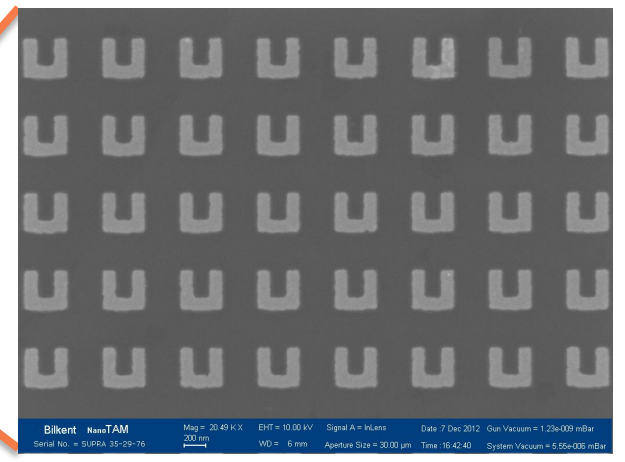 Bilkent NanoTAM Mag = 20.49 K X EHT = 10.00 kV Signal A = InLens Date :7 Dec 2012 Gun Vacuum = 1.23e-009 mBar
200 nm
Serial No. = SUPRA 35-29-76 WD = 6 mm Aperture Size = 30.00 µm Time :16:42:40 System Vacuum = 5.55e-006 mBar